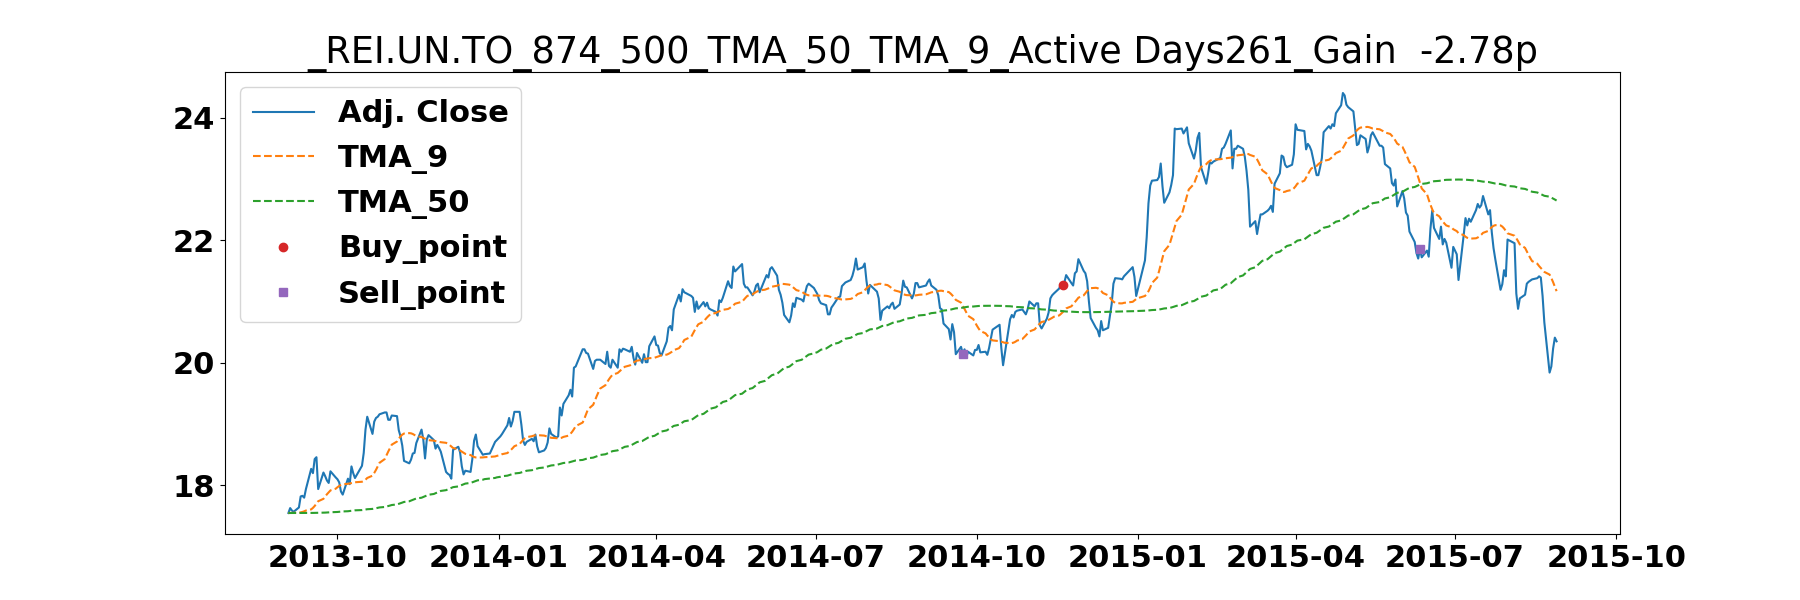 _REI.UN.TO_874_500_TMA_50_TMA_9_Active Days261_Gain  -2.78p
Adj. Close
TMA_9
TMA_50
Buy_point
Sell_point
24
22
20
18
2013-10 2014-01 2014-04 2014-07 2014-10 2015-01 2015-04 2015-07 2015-10